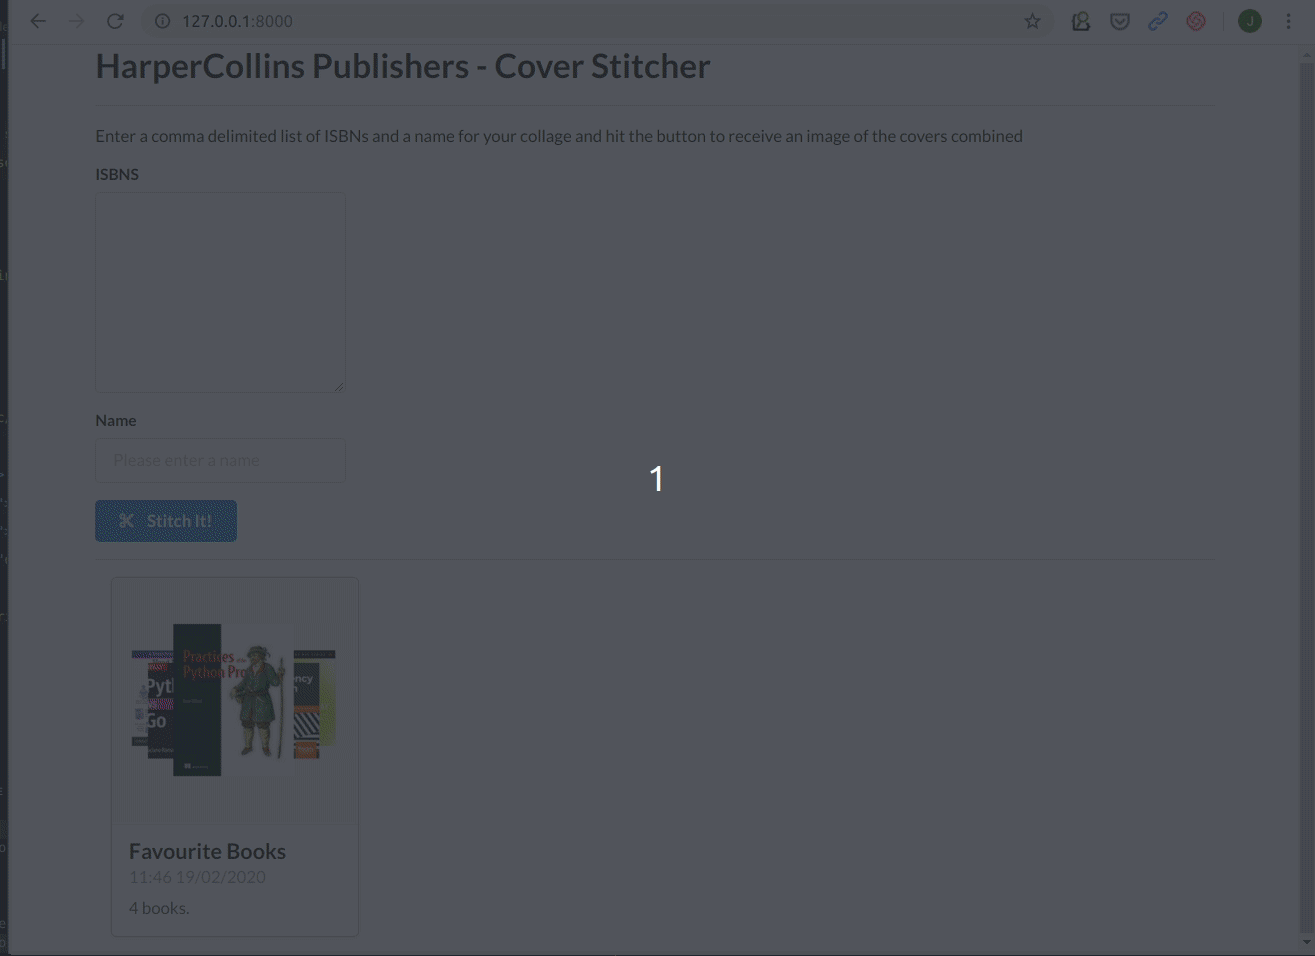 127.0.0.1:8000
J
HarperCollins Publishers - Cover Stitcher
Enter a comma delimited list of ISBNs and a name for your collage and hit the button to receive an image of the covers combined
ISBNS
Name
Please enter a name
1
Stitch It!
Practices of the
Python Pro
Go
Favourite Books
11:46 19/02/2020
4 books.